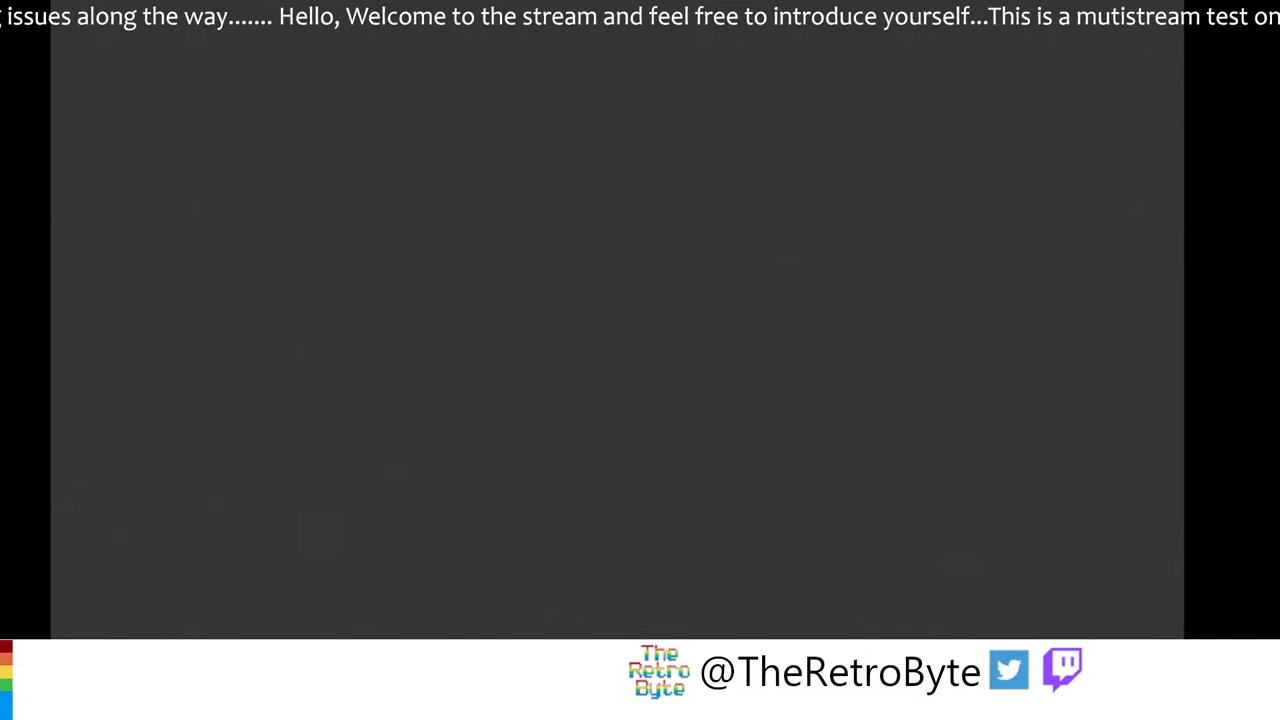 issues along the way....... Hello, Welcome to the stream and feel free to introduce yourself...This is a mutistream test on
The
Retro
Byte
@TheRetroByte